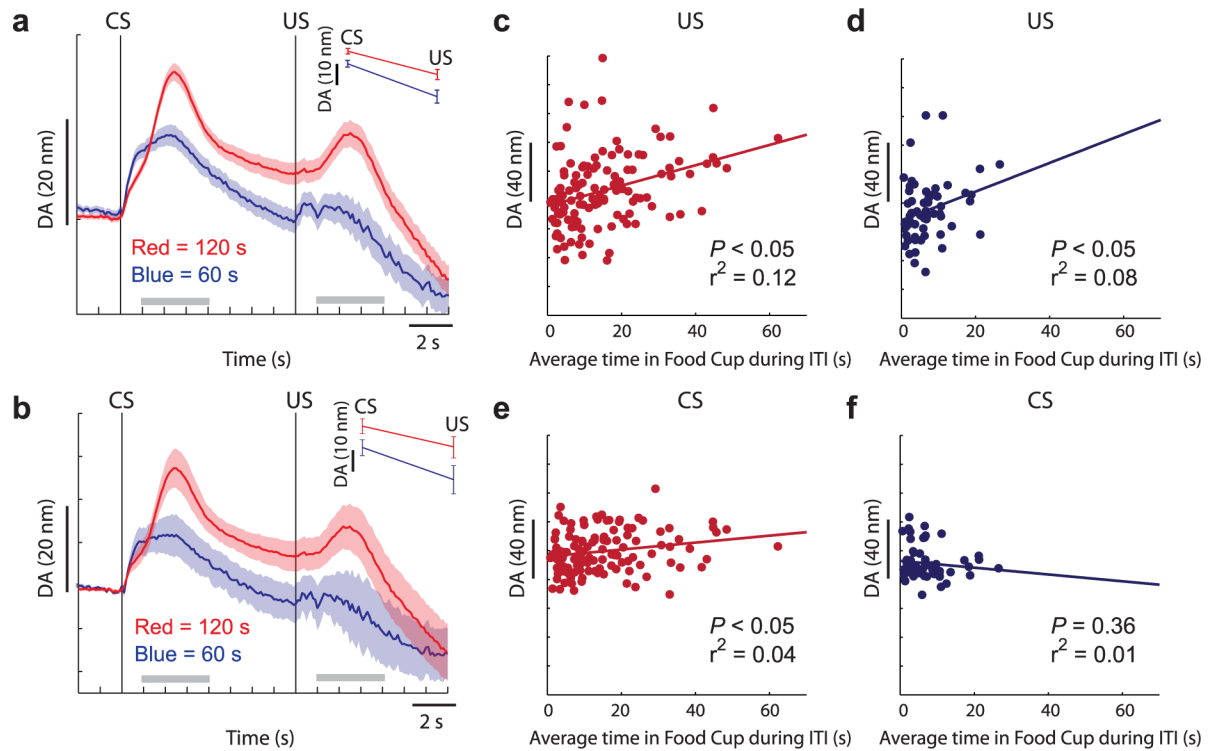 a
CS
US
DA (20 nm)
DA (10 nm)
CS
US
Red = 120 s
Blue = 60 s
2 s
Time (s)
c
US
DA (40 nm)
P < 0.05
r² = 0.12
0 20 40 60
Average time in Food Cup during ITI (s)
d
US
DA (40 nm)
P < 0.05
r² = 0.08
0 20 40 60
Average time in Food Cup during ITI (s)
b
CS
US
DA (20 nm)
DA (10 nm)
CS
US
Red = 120 s
Blue = 60 s
2 s
Time (s)
e
CS
DA (40 nm)
P < 0.05
r² = 0.04
0 20 40 60
Average time in Food Cup during ITI (s)
f
CS
DA (40 nm)
P = 0.36
r² = 0.01
0 20 40 60
Average time in Food Cup during ITI (s)